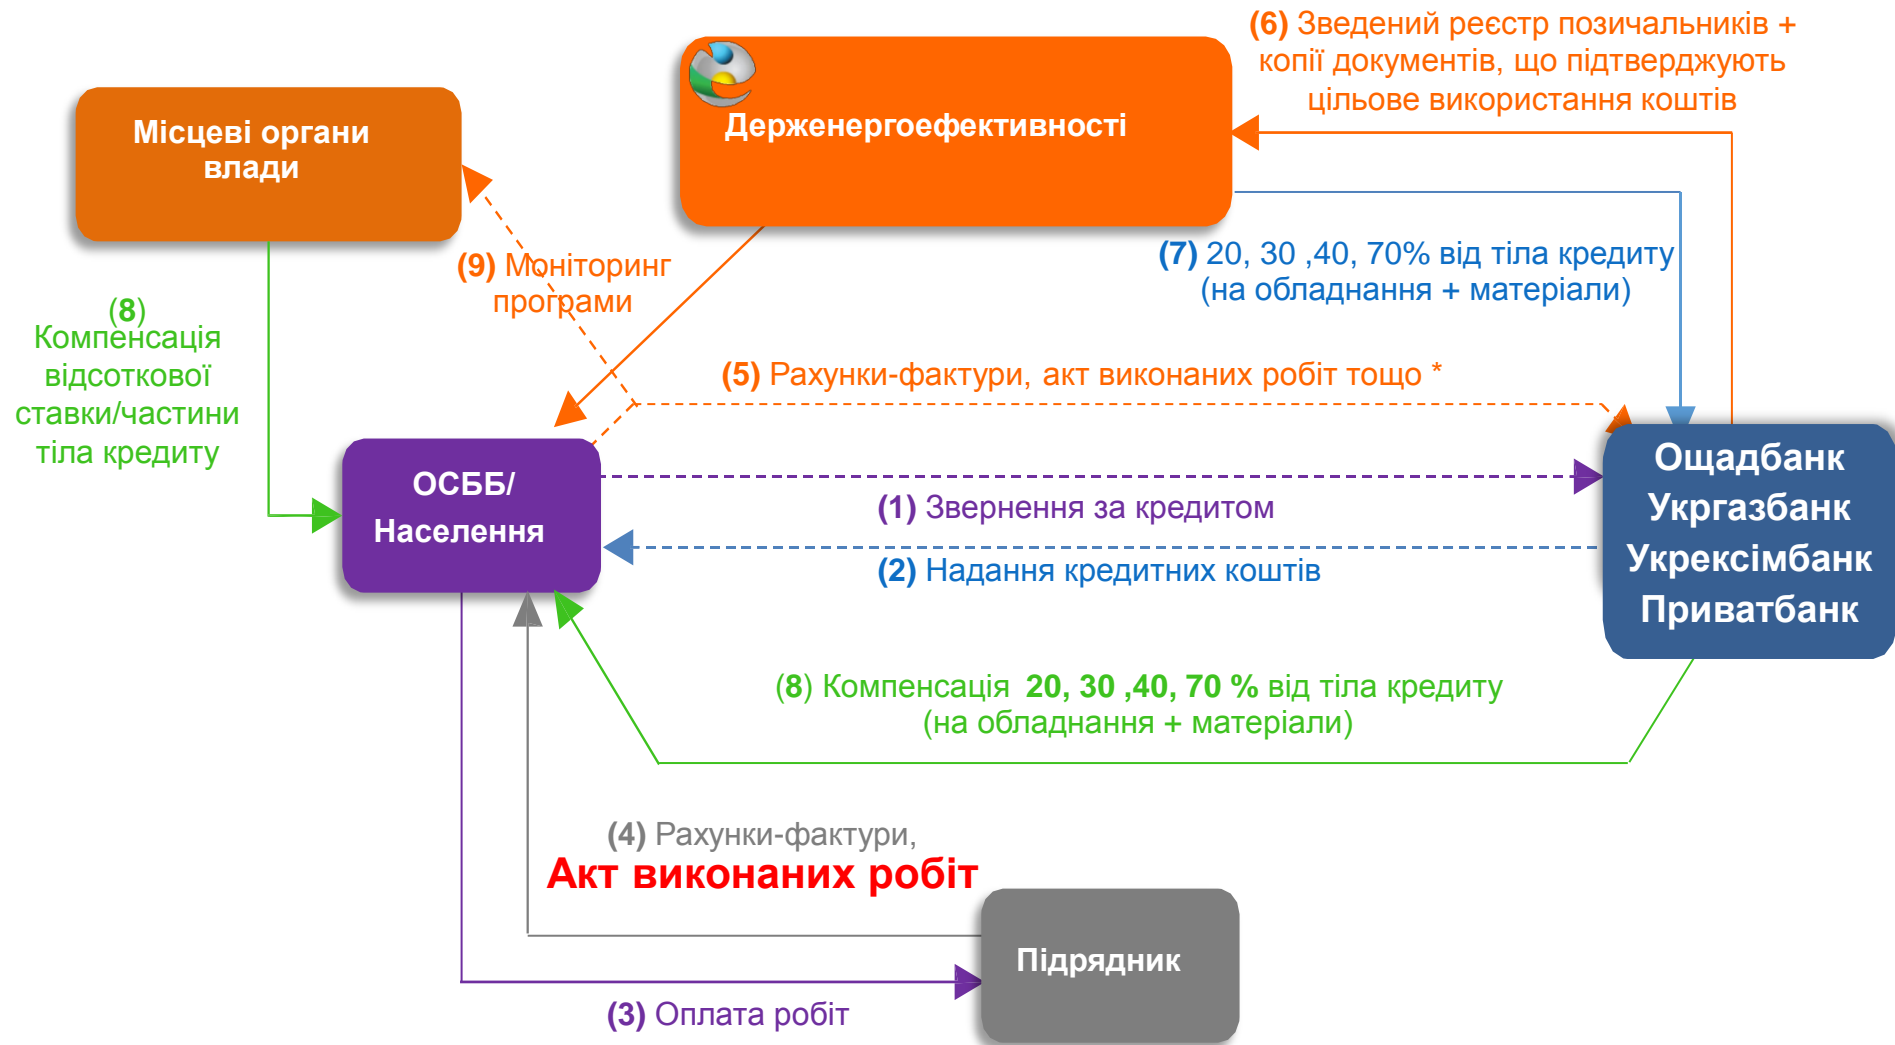 (6) Зведений реєстр позичальників +
копії документів, що підтверджують
цільове використання коштів
Держенергоефективності
Місцеві органи
влади
(9) Моніторинг
програми
(7) 20, 30 ,40, 70% від тіла кредиту
(на обладнання + матеріали)
(8)
Компенсація
відсоткової
ставки/частини
тіла кредиту
(5) Рахунки-фактури, акт виконаних робіт тощо *
ОСББ/
Населення
(1) Звернення за кредитом
(2) Надання кредитних коштів
Ощадбанк
Укргазбанк
Укрексімбанк
Приватбанк
(8) Компенсація 20, 30 ,40, 70 % від тіла кредиту
(на обладнання + матеріали)
(4) Рахунки-фактури,
Акт виконаних робіт
Підрядник
(3) Оплата робіт